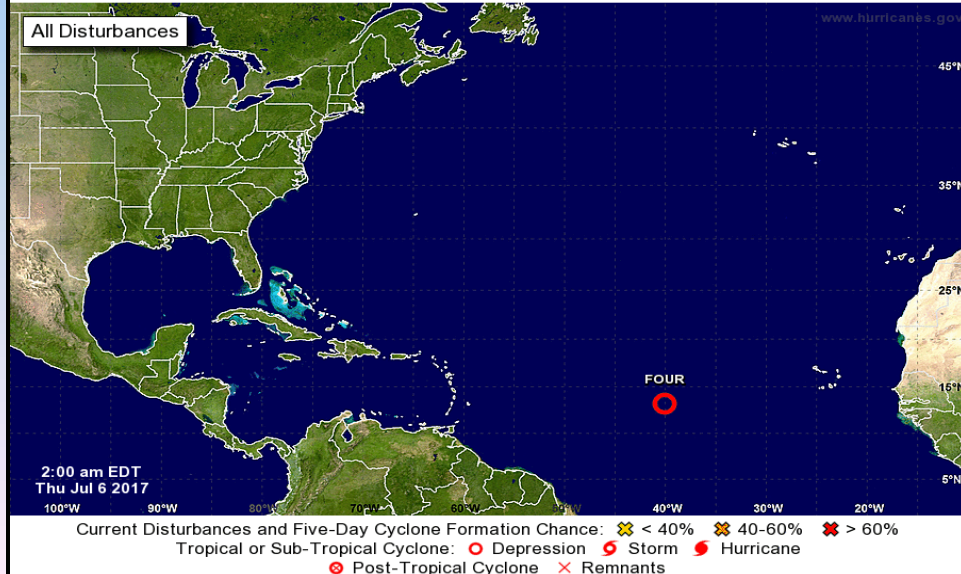 www.hurricanes.gov
All Disturbances
45°N
35°N
25°N
FOUR
15°N
2:00 am EDT
Thu Jul 6 2017
5°N
100°W 90°W 80°W 70°W 60°W 50°W 40°W 30°W 20°W
Current Disturbances and Five-Day Cyclone Formation Chance: < 40% 40-60% > 60%
Tropical or Sub-Tropical Cyclone: Depression Storm Hurricane
Post-Tropical Cyclone Remnants